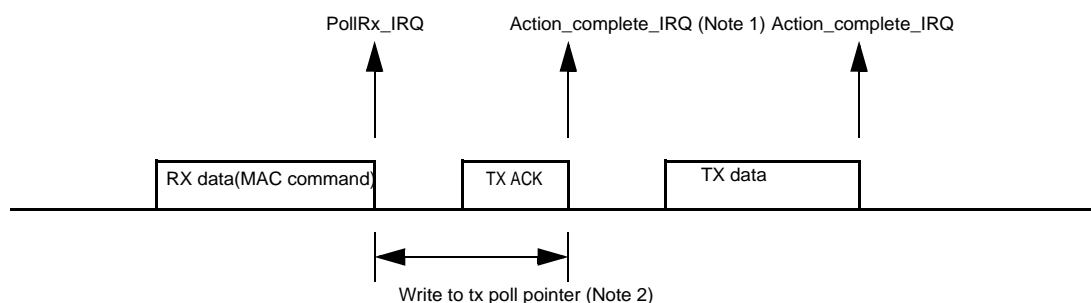 PollRx_IRQ
Action_complete_IRQ (Note 1)
Action_complete_IRQ
RX data(MAC command)
TX ACK
TX data
Write to tx poll pointer (Note 2)